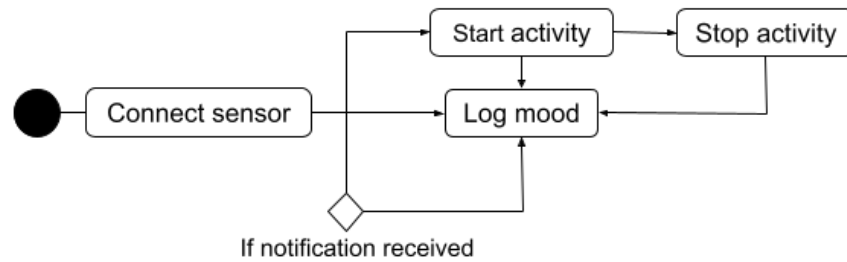 Start activity
Stop activity
Connect sensor
Log mood
If notification received